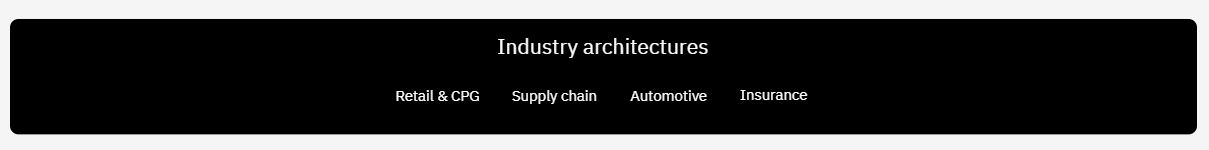 Industry architectures
Retail & CPG Supply chain Automotive Insurance